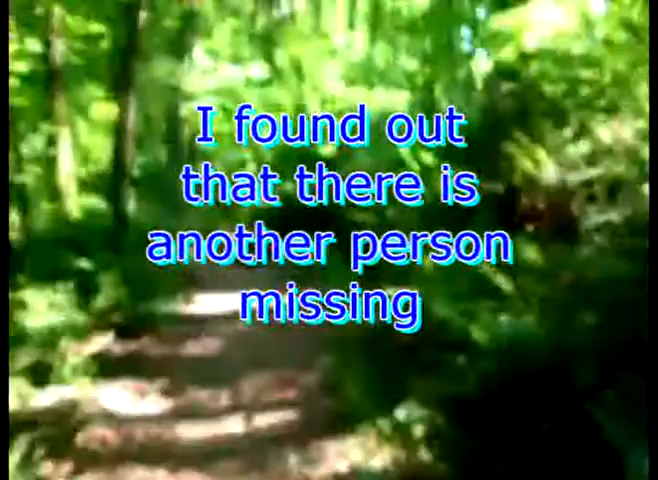 I found out
that there is
another person
missing